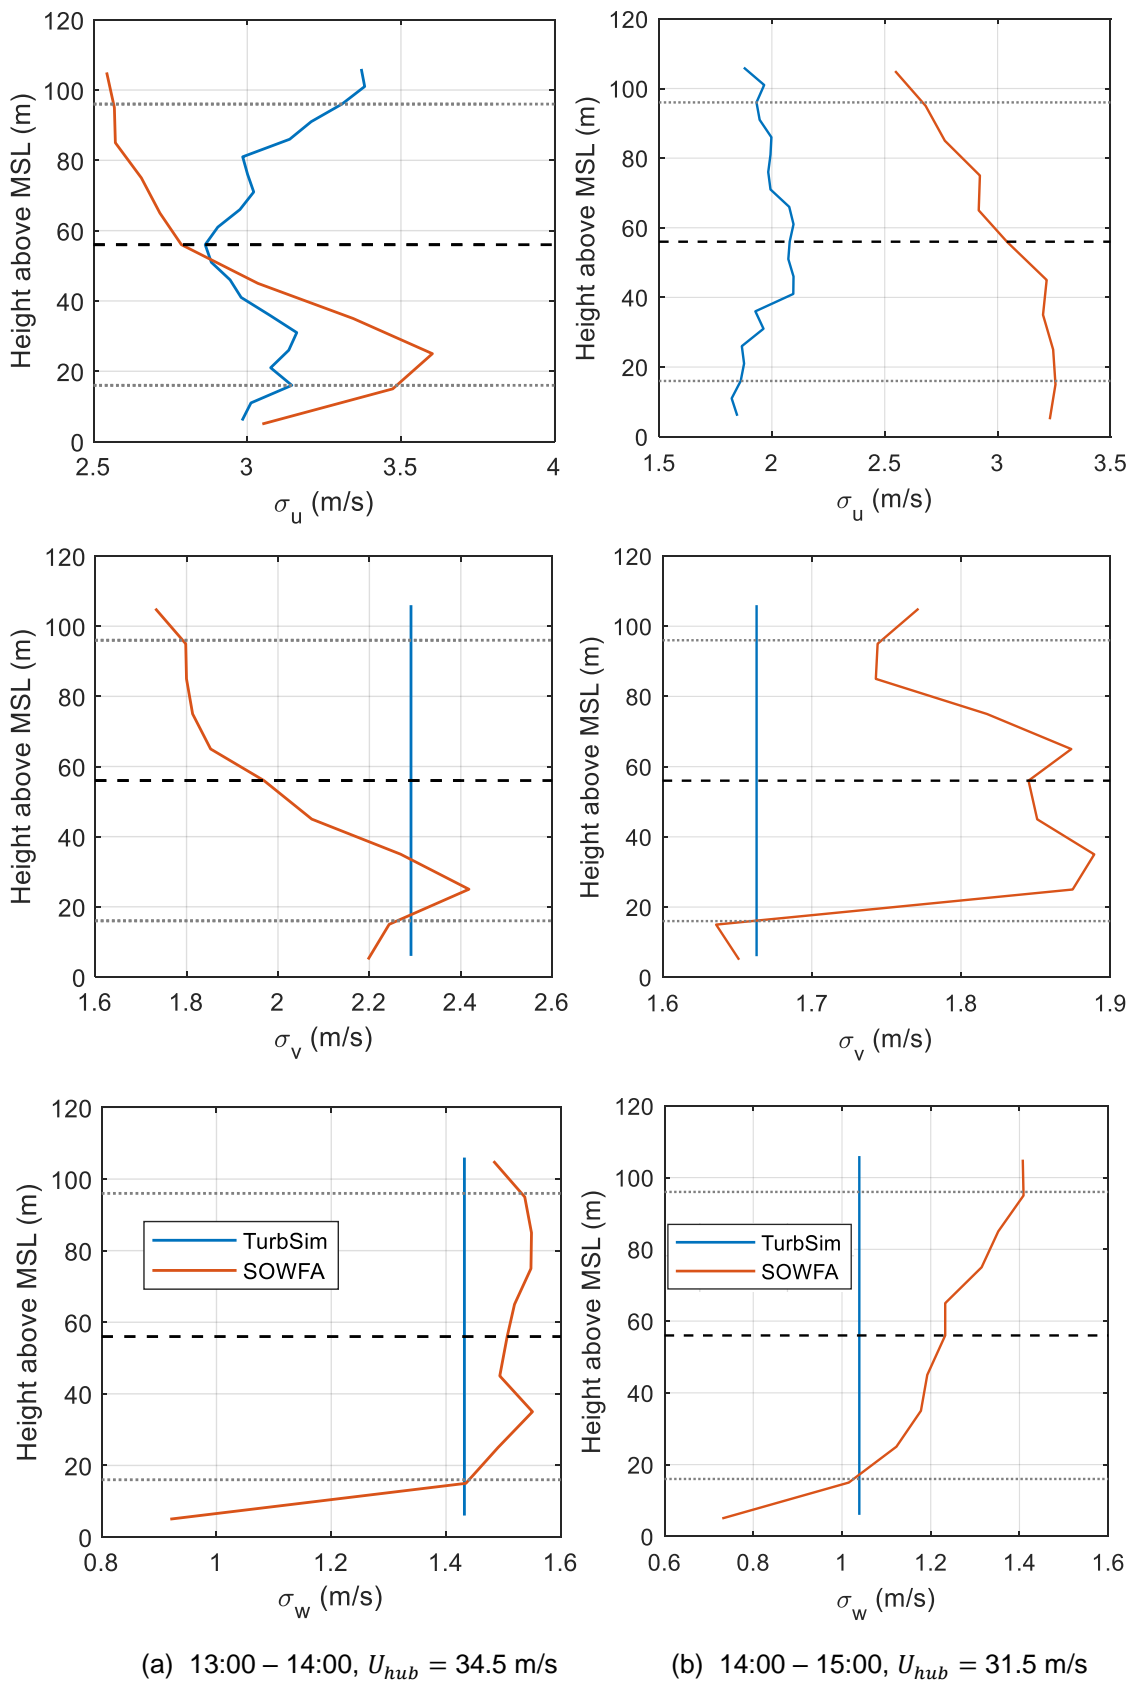 120
100
80
60
40
20
0
Height above MSL (m)
2.5 3 3.5 4
σu (m/s)
120
100
80
60
40
20
0
Height above MSL (m)
1.5 2 2.5 3 3.5
σu (m/s)
120
100
80
60
40
20
0
Height above MSL (m)
1.6 1.8 2 2.2 2.4 2.6
σv (m/s)
120
100
80
60
40
20
0
Height above MSL (m)
1.6 1.7 1.8 1.9
σv (m/s)
120
100
80
60
40
20
0
Height above MSL (m)
TurbSim
SOWFA
0.8 1 1.2 1.4 1.6
σw (m/s)
120
100
80
60
40
20
0
Height above MSL (m)
TurbSim
SOWFA
0.6 0.8 1 1.2 1.4 1.6
σw (m/s)
(a) 13:00 – 14:00, Uhub = 34.5 m/s
(b) 14:00 – 15:00, Uhub = 31.5 m/s